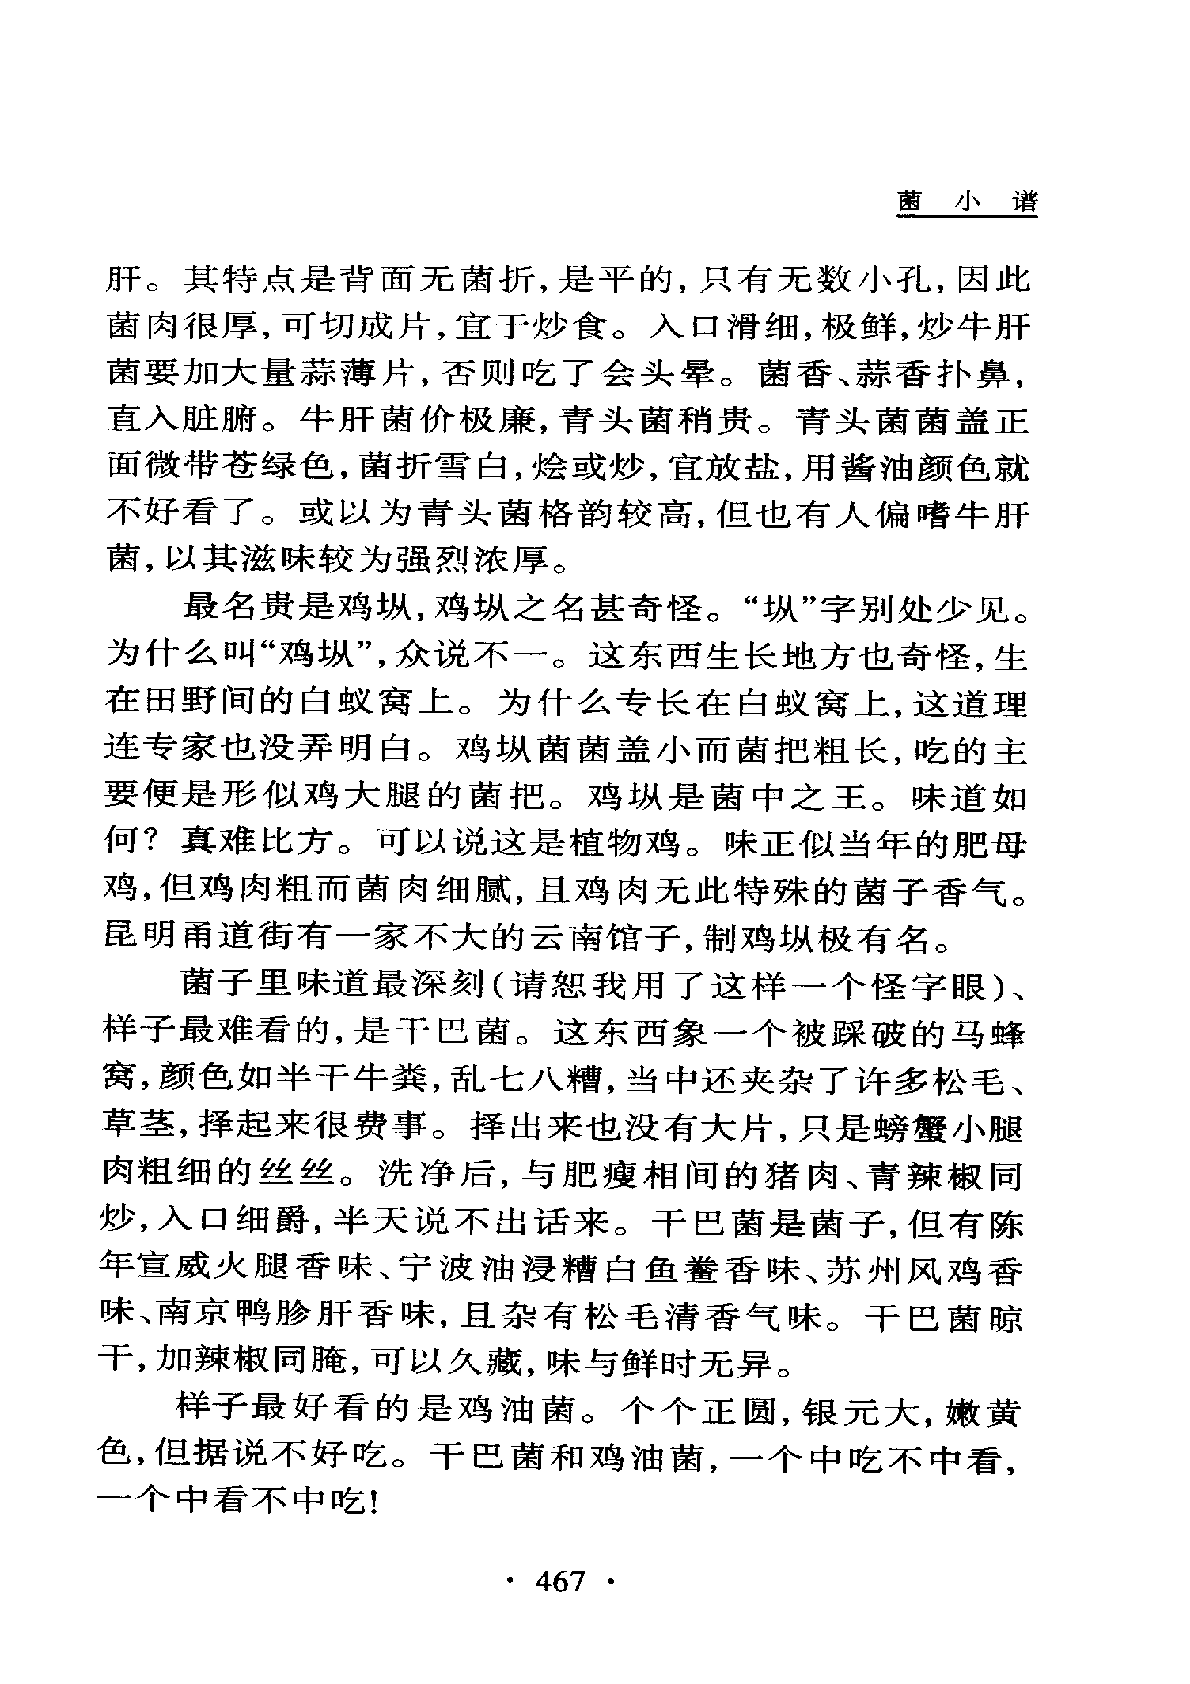 菌 小 谱
肝。其特点是背面无菌折,是平的,只有无数小孔,因此
菌肉很厚,可切成片,宜于炒食。入口滑细,极鲜,炒牛肝
菌要加大量蒜薄片,否则吃了会头晕。菌香、蒜香扑鼻,
直入脏腑。牛肝菌价极廉,青头菌稍贵。青头菌菌盖正
面微带苍绿色,菌折雪白,烩或炒,宜放盐,用酱油颜色就
不好看了。或以为青头菌格韵较高,但也有人偏嗜牛肝
菌,以其滋味较为强烈浓厚。
最名贵是鸡㙡,鸡㙡之名甚奇怪。“㙡”字别处少见。
为什么叫“鸡㙡”,众说不一。这东西生长地方也奇怪,生
在田野间的白蚁窝上。为什么专长在白蚁窝上,这道理
连专家也没弄明白。鸡㙡菌菌盖小而菌把粗长,吃的主
要便是形似鸡大腿的菌把。鸡㙡是菌中之王。味道如
何?真难比方。可以说这是植物鸡。味正似当年的肥母
鸡,但鸡肉粗而菌肉细腻,且鸡肉无此特殊的菌子香气。
昆明甬道街有一家不大的云南馆子,制鸡㙡极有名。
菌子里味道最深刻(请恕我用了这样一个怪字眼)、
样子最难看的,是干巴菌。这东西象一个被踩破的马蜂
窝,颜色如半干牛粪,乱七八糟,当中还夹杂了许多松毛、
草茎,择起来很费事。择出来也没有大片,只是螃蟹小腿
肉粗细的丝丝。洗净后,与肥瘦相间的猪肉、青辣椒同
炒,入口细爵,半天说不出话来。干巴菌是菌子,但有陈
年宣威火腿香味、宁波油浸糟白鱼鲞香味、苏州风鸡香
味、南京鸭胗肝香味,且杂有松毛清香气味。干巴菌晾
干,加辣椒同腌,可以久藏,味与鲜时无异。
样子最好看的是鸡油菌。个个正圆,银元大,嫩黄
色,但据说不好吃。干巴菌和鸡油菌,一个中吃不中看,
一个中看不中吃!
· 467 ·